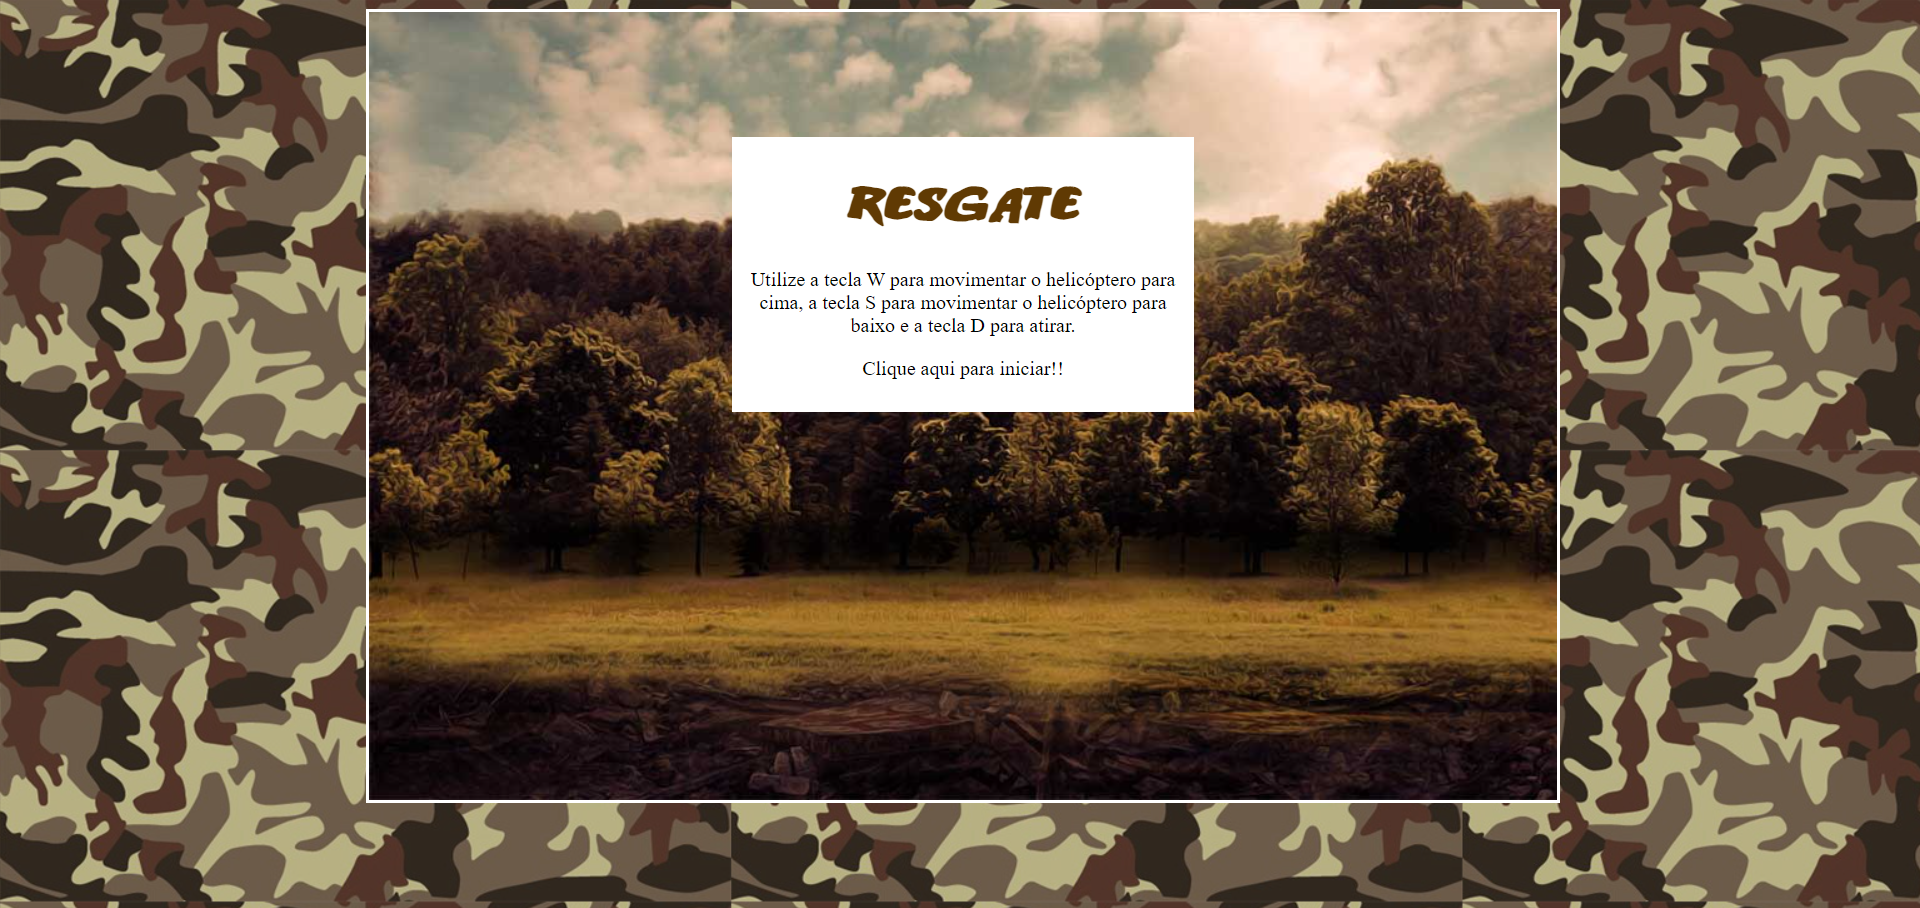 RESGATE
Utilize a tecla W para movimentar o helicóptero para
cima, a tecla S para movimentar o helicóptero para
baixo e a tecla D para atirar.
Clique aqui para iniciar!!